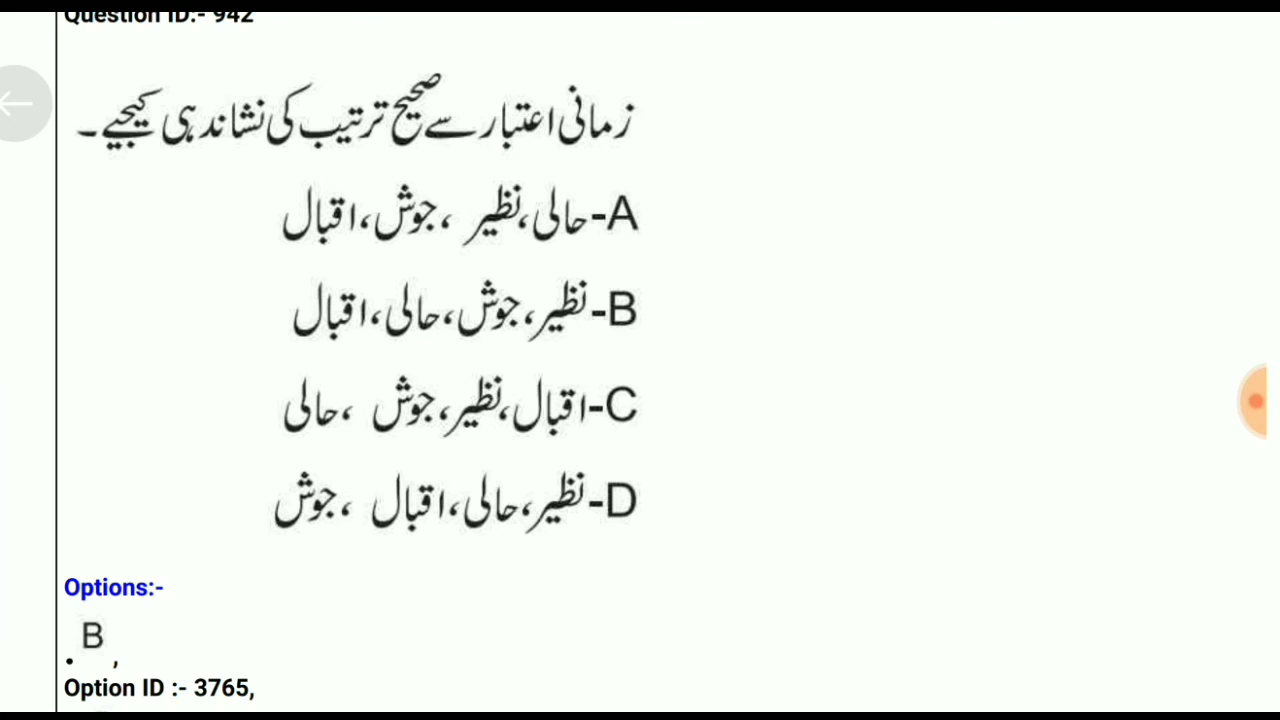 Question ID:- 942
زمانی اعتبار سے صحیح ترتیب کی نشاندہی کیجیے۔
A-حالی،نظیر ،جوش،اقبال
B-نظیر،جوش،حالی،اقبال
C-اقبال،نظیر،جوش ،حالی
D-نظیر،حالی،اقبال ،جوش
Options:-
• B ,
Option ID :- 3765,